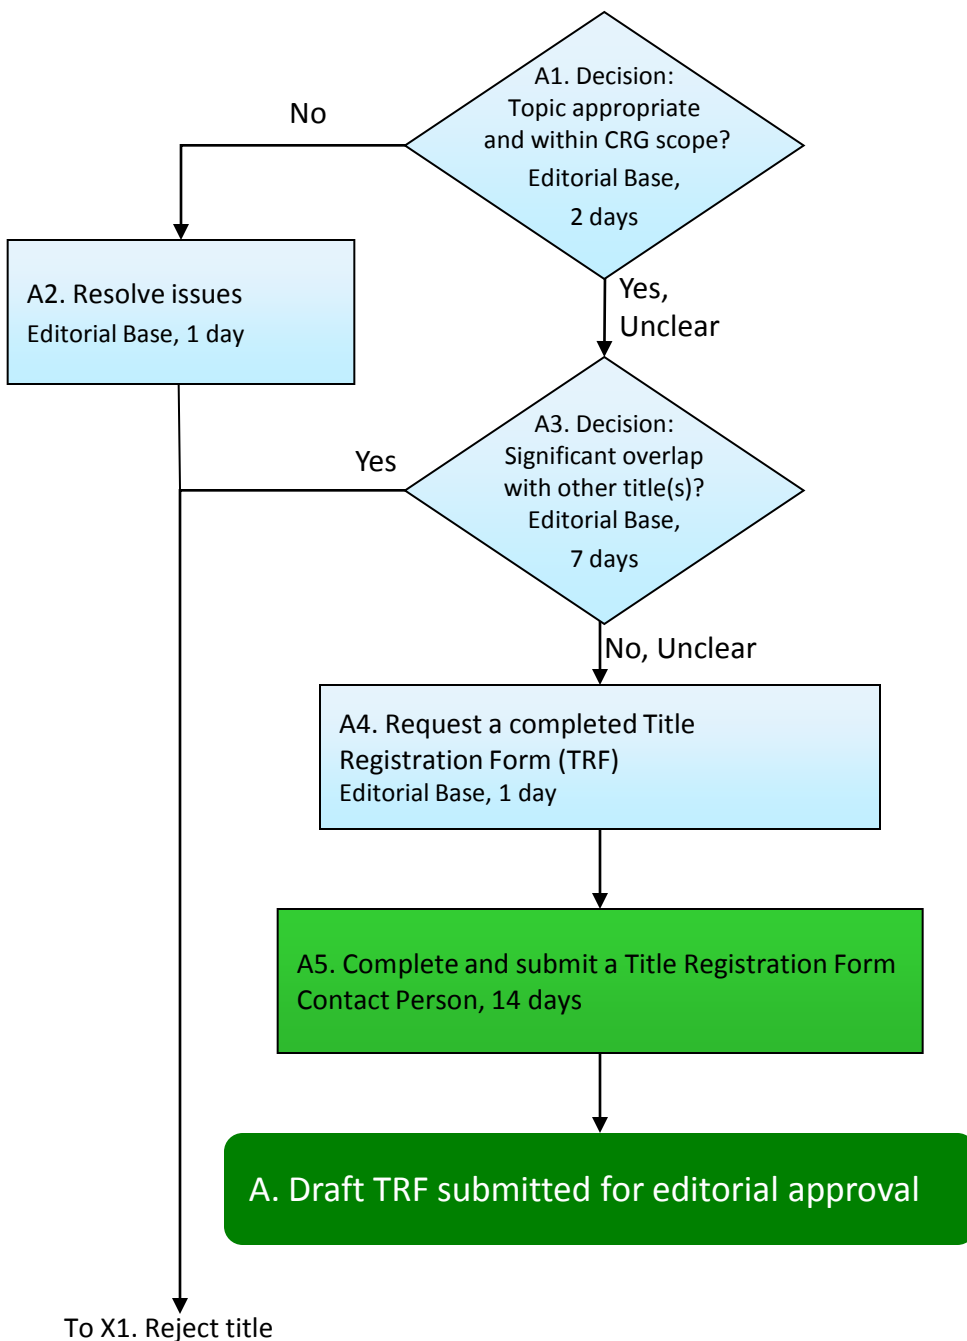 A1. Decision:
Topic appropriate
and within CRG scope?
Editorial Base,
2 days
No
Yes,
Unclear
A2. Resolve issues
Editorial Base, 1 day
A3. Decision:
Significant overlap
with other title(s)?
Editorial Base,
7 days
Yes
No, Unclear
A4. Request a completed Title
Registration Form (TRF)
Editorial Base, 1 day
A5. Complete and submit a Title Registration Form
Contact Person, 14 days
A. Draft TRF submitted for editorial approval
To X1. Reject title